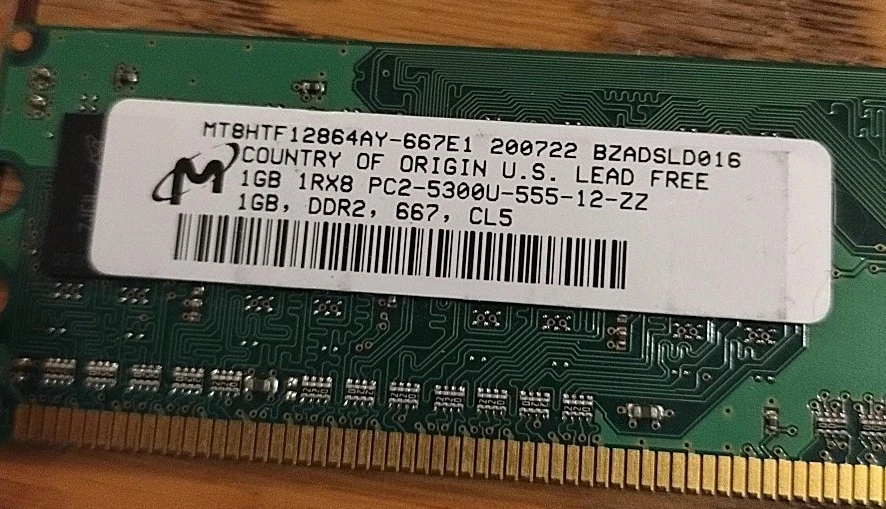 MT8HTF12864AY-667E1 200722 BZADSLD016
COUNTRY OF ORIGIN U.S. LEAD FREE
1GB 1RX8 PC2-5300U-555-12-ZZ
1GB, DDR2, 667, CL5